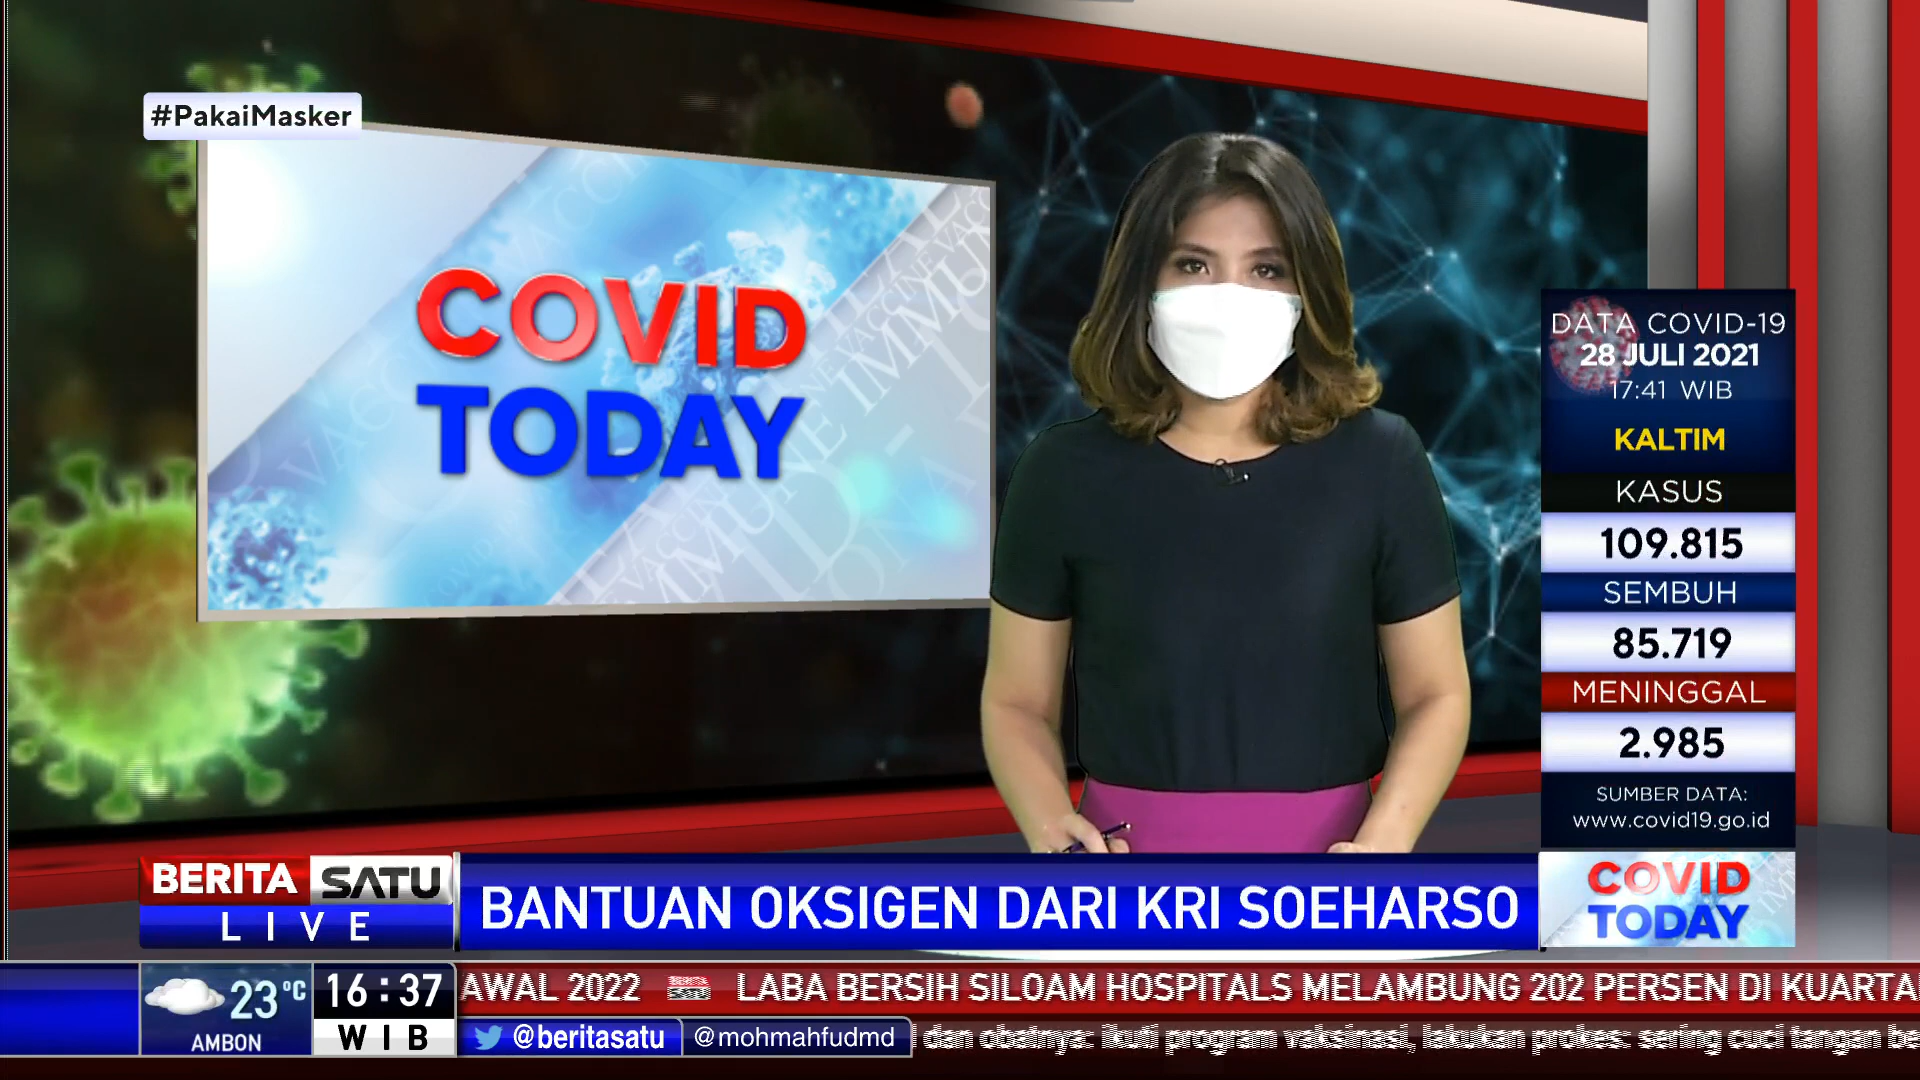 #PakaiMasker
COVID
TODAY
DATA COVID-19
28 JULI 2021
17:41 WIB
KALTIM
KASUS
109.815
SEMBUH
85.719
MENINGGAL
2.985
SUMBER DATA:
www.covid19.go.id
BERITA SATU
LIVE
BANTUAN OKSIGEN DARI KRI SOEHARSO
COVID
TODAY
23°C
AMBON
16:37
WIB
AWAL 2022 LABA BERSIH SILOAM HOSPITALS MELAMBUNG 202 PERSEN DI KUARTA
@beritasatu @mohmahfudmd dan obatnya: ikuti program vaksinasi, lakukan prokes: sering cuci tangan be